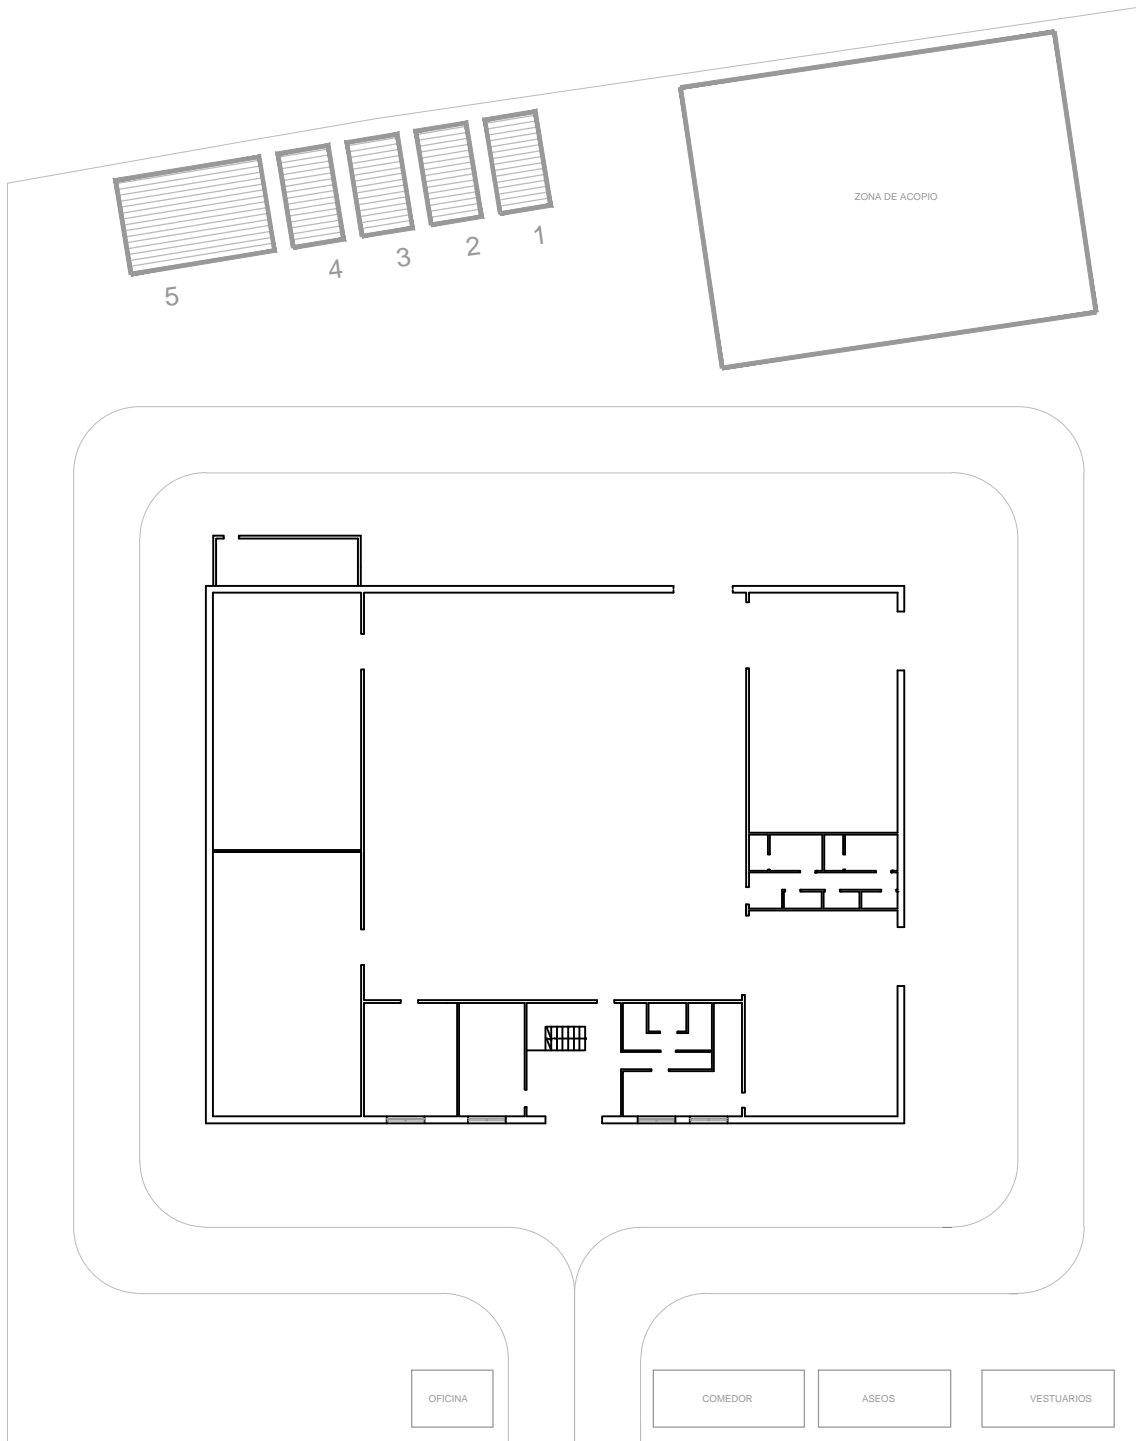 ZONA DE ACOPIO
1
2
3
4
5
OFICINA
COMEDOR
ASEOS
VESTUARIOS